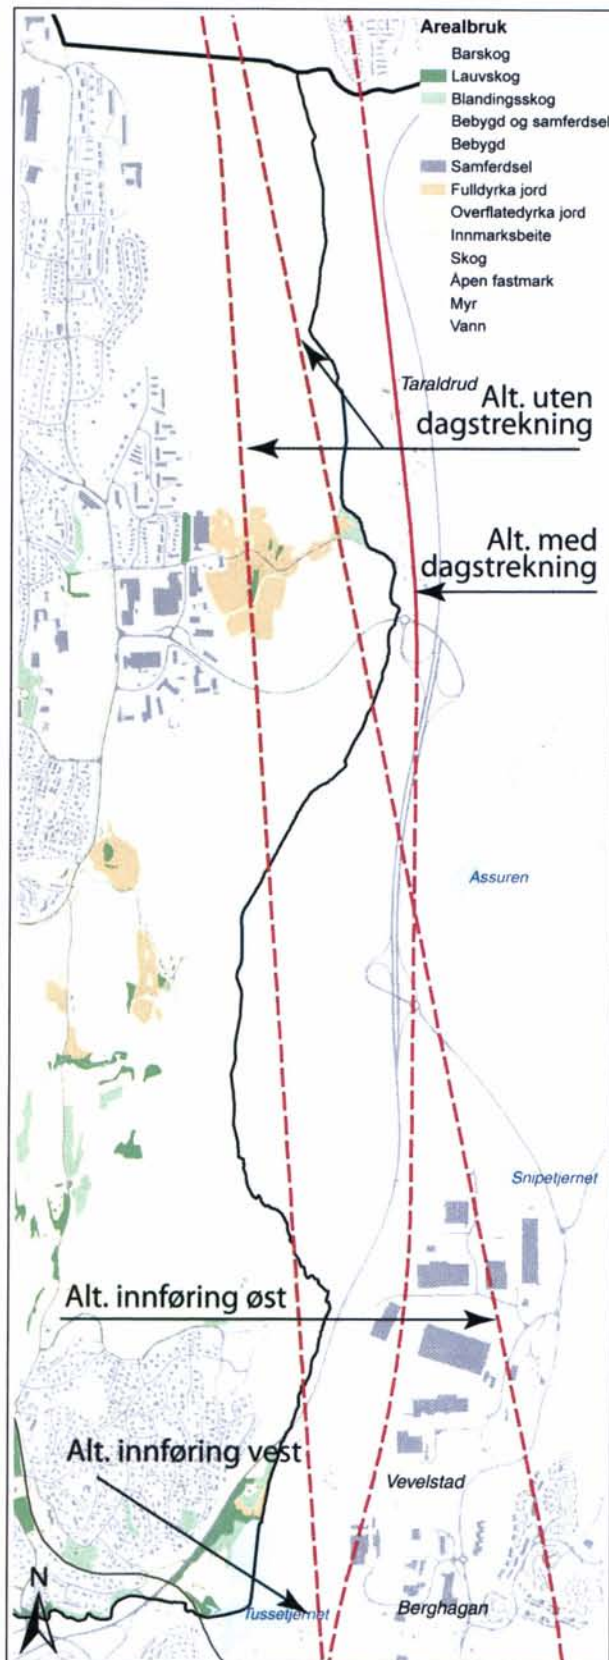 Arealbruk
Barskog
Lauvskog
Blandingsskog
Bebygd og samferdsel
Bebygd
Samferdsel
Fulldyrka jord
Overflatedyrka jord
Innmarksbeite
Skog
Åpen fastmark
Myr
Vann
Taraldrud
Alt. uten
dagstrekning
Alt. med
dagstrekning
Assuren
Snipetjernet
Alt. innføring øst
Alt. innføring vest
Vevelstad
Berghagan
Tussetjernet
N